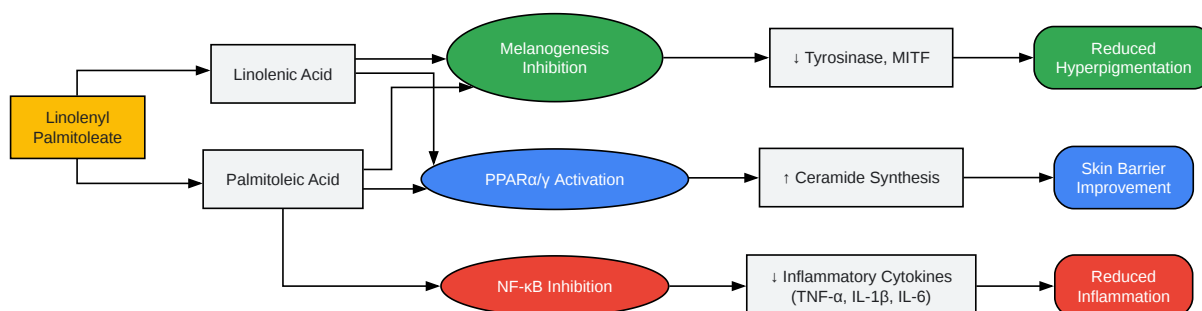 Linolenyl
Palmitoleate
Linolenic Acid
Palmitoleic Acid
Melanogenesis
Inhibition
↓ Tyrosinase, MITF
Reduced
Hyperpigmentation
PPARα/γ Activation
↑ Ceramide Synthesis
Skin Barrier
Improvement
NF-κB Inhibition
↓ Inflammatory Cytokines
(TNF-α, IL-1β, IL-6)
Reduced
Inflammation